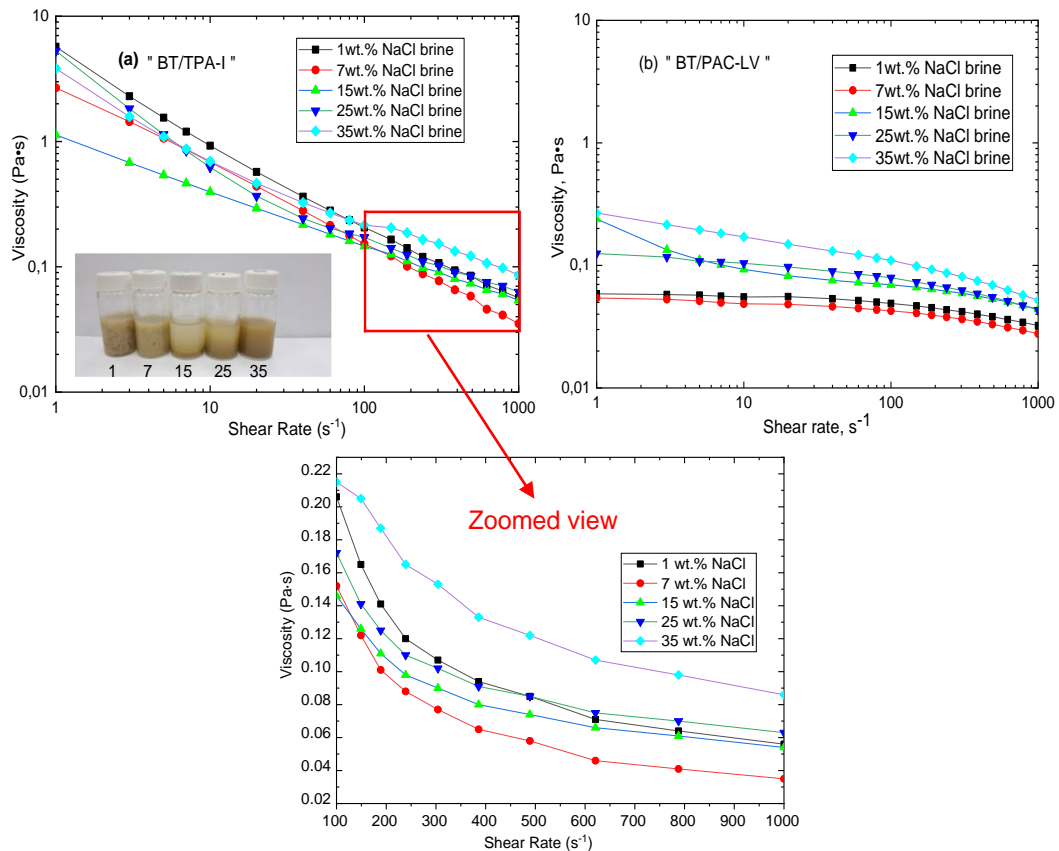 (a) " BT/TPA-I "
1wt.% NaCl brine
7wt.% NaCl brine
15wt.% NaCl brine
25wt.% NaCl brine
35wt.% NaCl brine
10
1
0,1
0,01
Viscosity (Pa•s)
1 7 15 25 35
1 10 100 1000
Shear Rate (s⁻¹)
(b) " BT/PAC-LV "
1wt.% NaCl brine
7wt.% NaCl brine
15wt.% NaCl brine
25wt.% NaCl brine
35wt.% NaCl brine
10
1
0,1
0,01
Viscosity, Pa•s
1 10 100 1000
Shear rate, s⁻¹
Zoomed view
1 wt.% NaCl
7 wt.% NaCl
15 wt.% NaCl
25 wt.% NaCl
35 wt.% NaCl
0.22
0.20
0.18
0.16
0.14
0.12
0.10
0.08
0.06
0.04
0.02
Viscosity (Pa·s)
100 200 300 400 500 600 700 800 900 1000
Shear Rate (s⁻¹)